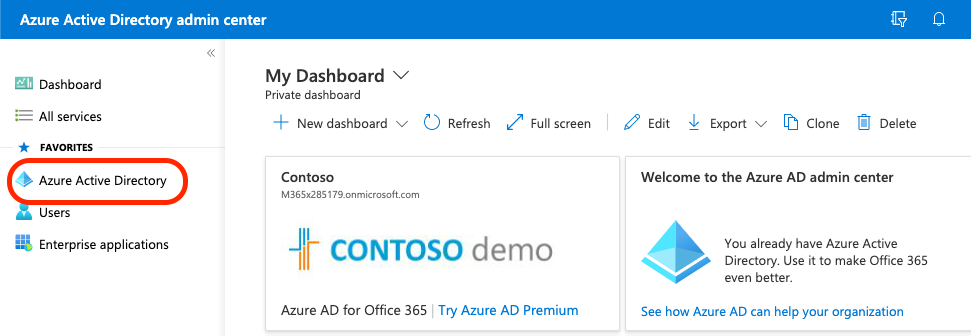 Azure Active Directory admin center
Dashboard
All services
FAVORITES
Azure Active Directory
Users
Enterprise applications
My Dashboard
Private dashboard
New dashboard
Refresh
Full screen
Edit
Export
Clone
Delete
Contoso
M365x285179.onmicrosoft.com
CONTOSO demo
Azure AD for Office 365 | Try Azure AD Premium
Welcome to the Azure AD admin center
You already have Azure Active
Directory. Use it to make Office 365
even better.
See how Azure AD can help your organization